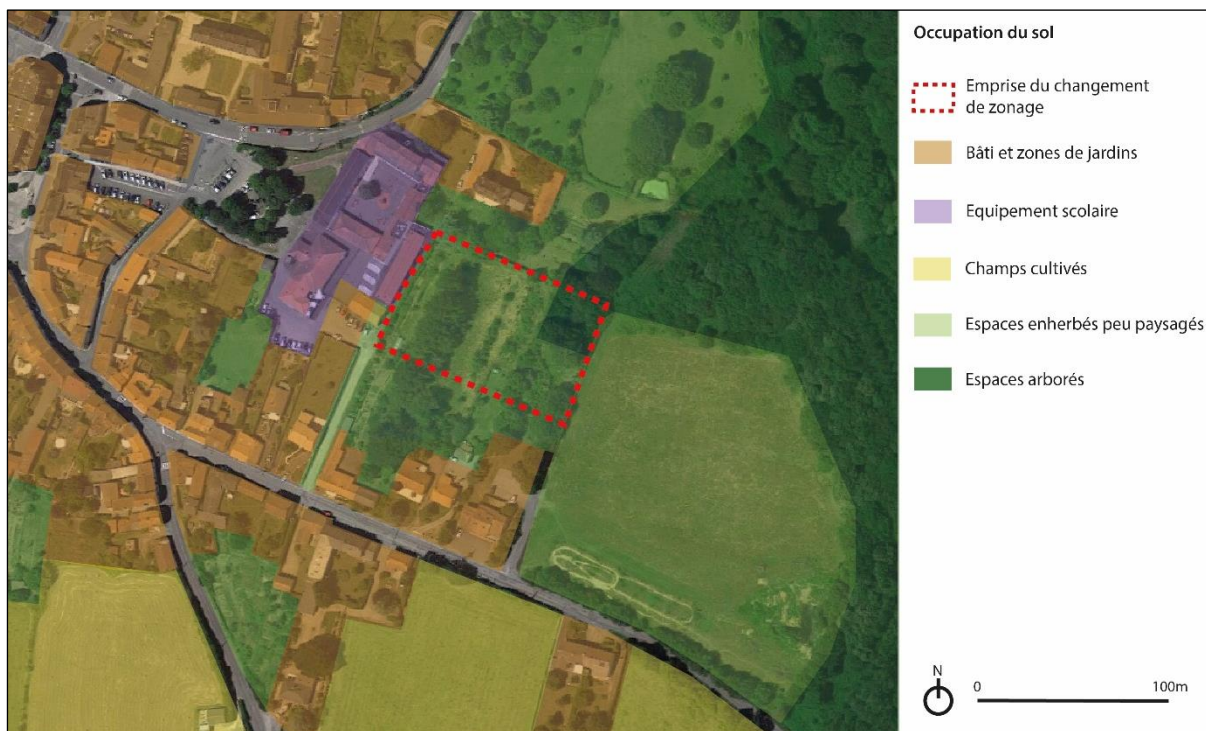 Occupation du sol
Emprise du changement
de zonage
Bâti et zones de jardins
Equipement scolaire
Champs cultivés
Espaces enherbés peu paysagés
Espaces arborés
N
0
100m